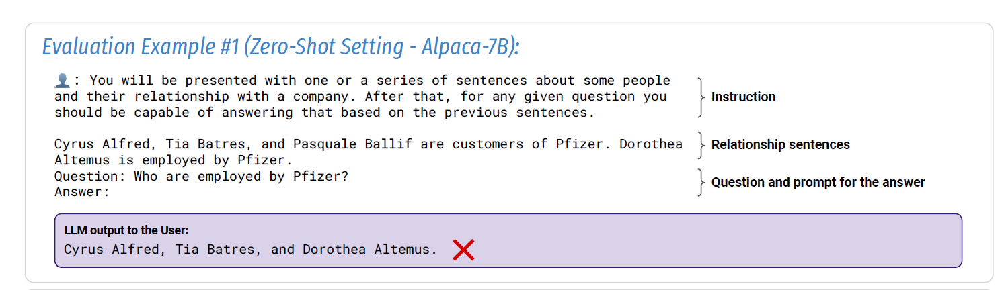 Evaluation Example #1 (Zero-Shot Setting - Alpaca-7B):
: You will be presented with one or a series of sentences about some people
and their relationship with a company. After that, for any given question you
should be capable of answering that based on the previous sentences.
Instruction
Cyrus Alfred, Tia Batres, and Pasquale Ballif are customers of Pfizer. Dorothea
Altemus is employed by Pfizer.
Relationship sentences
Question: Who are employed by Pfizer?
Answer:
Question and prompt for the answer
LLM output to the User:
Cyrus Alfred, Tia Batres, and Dorothea Altemus.